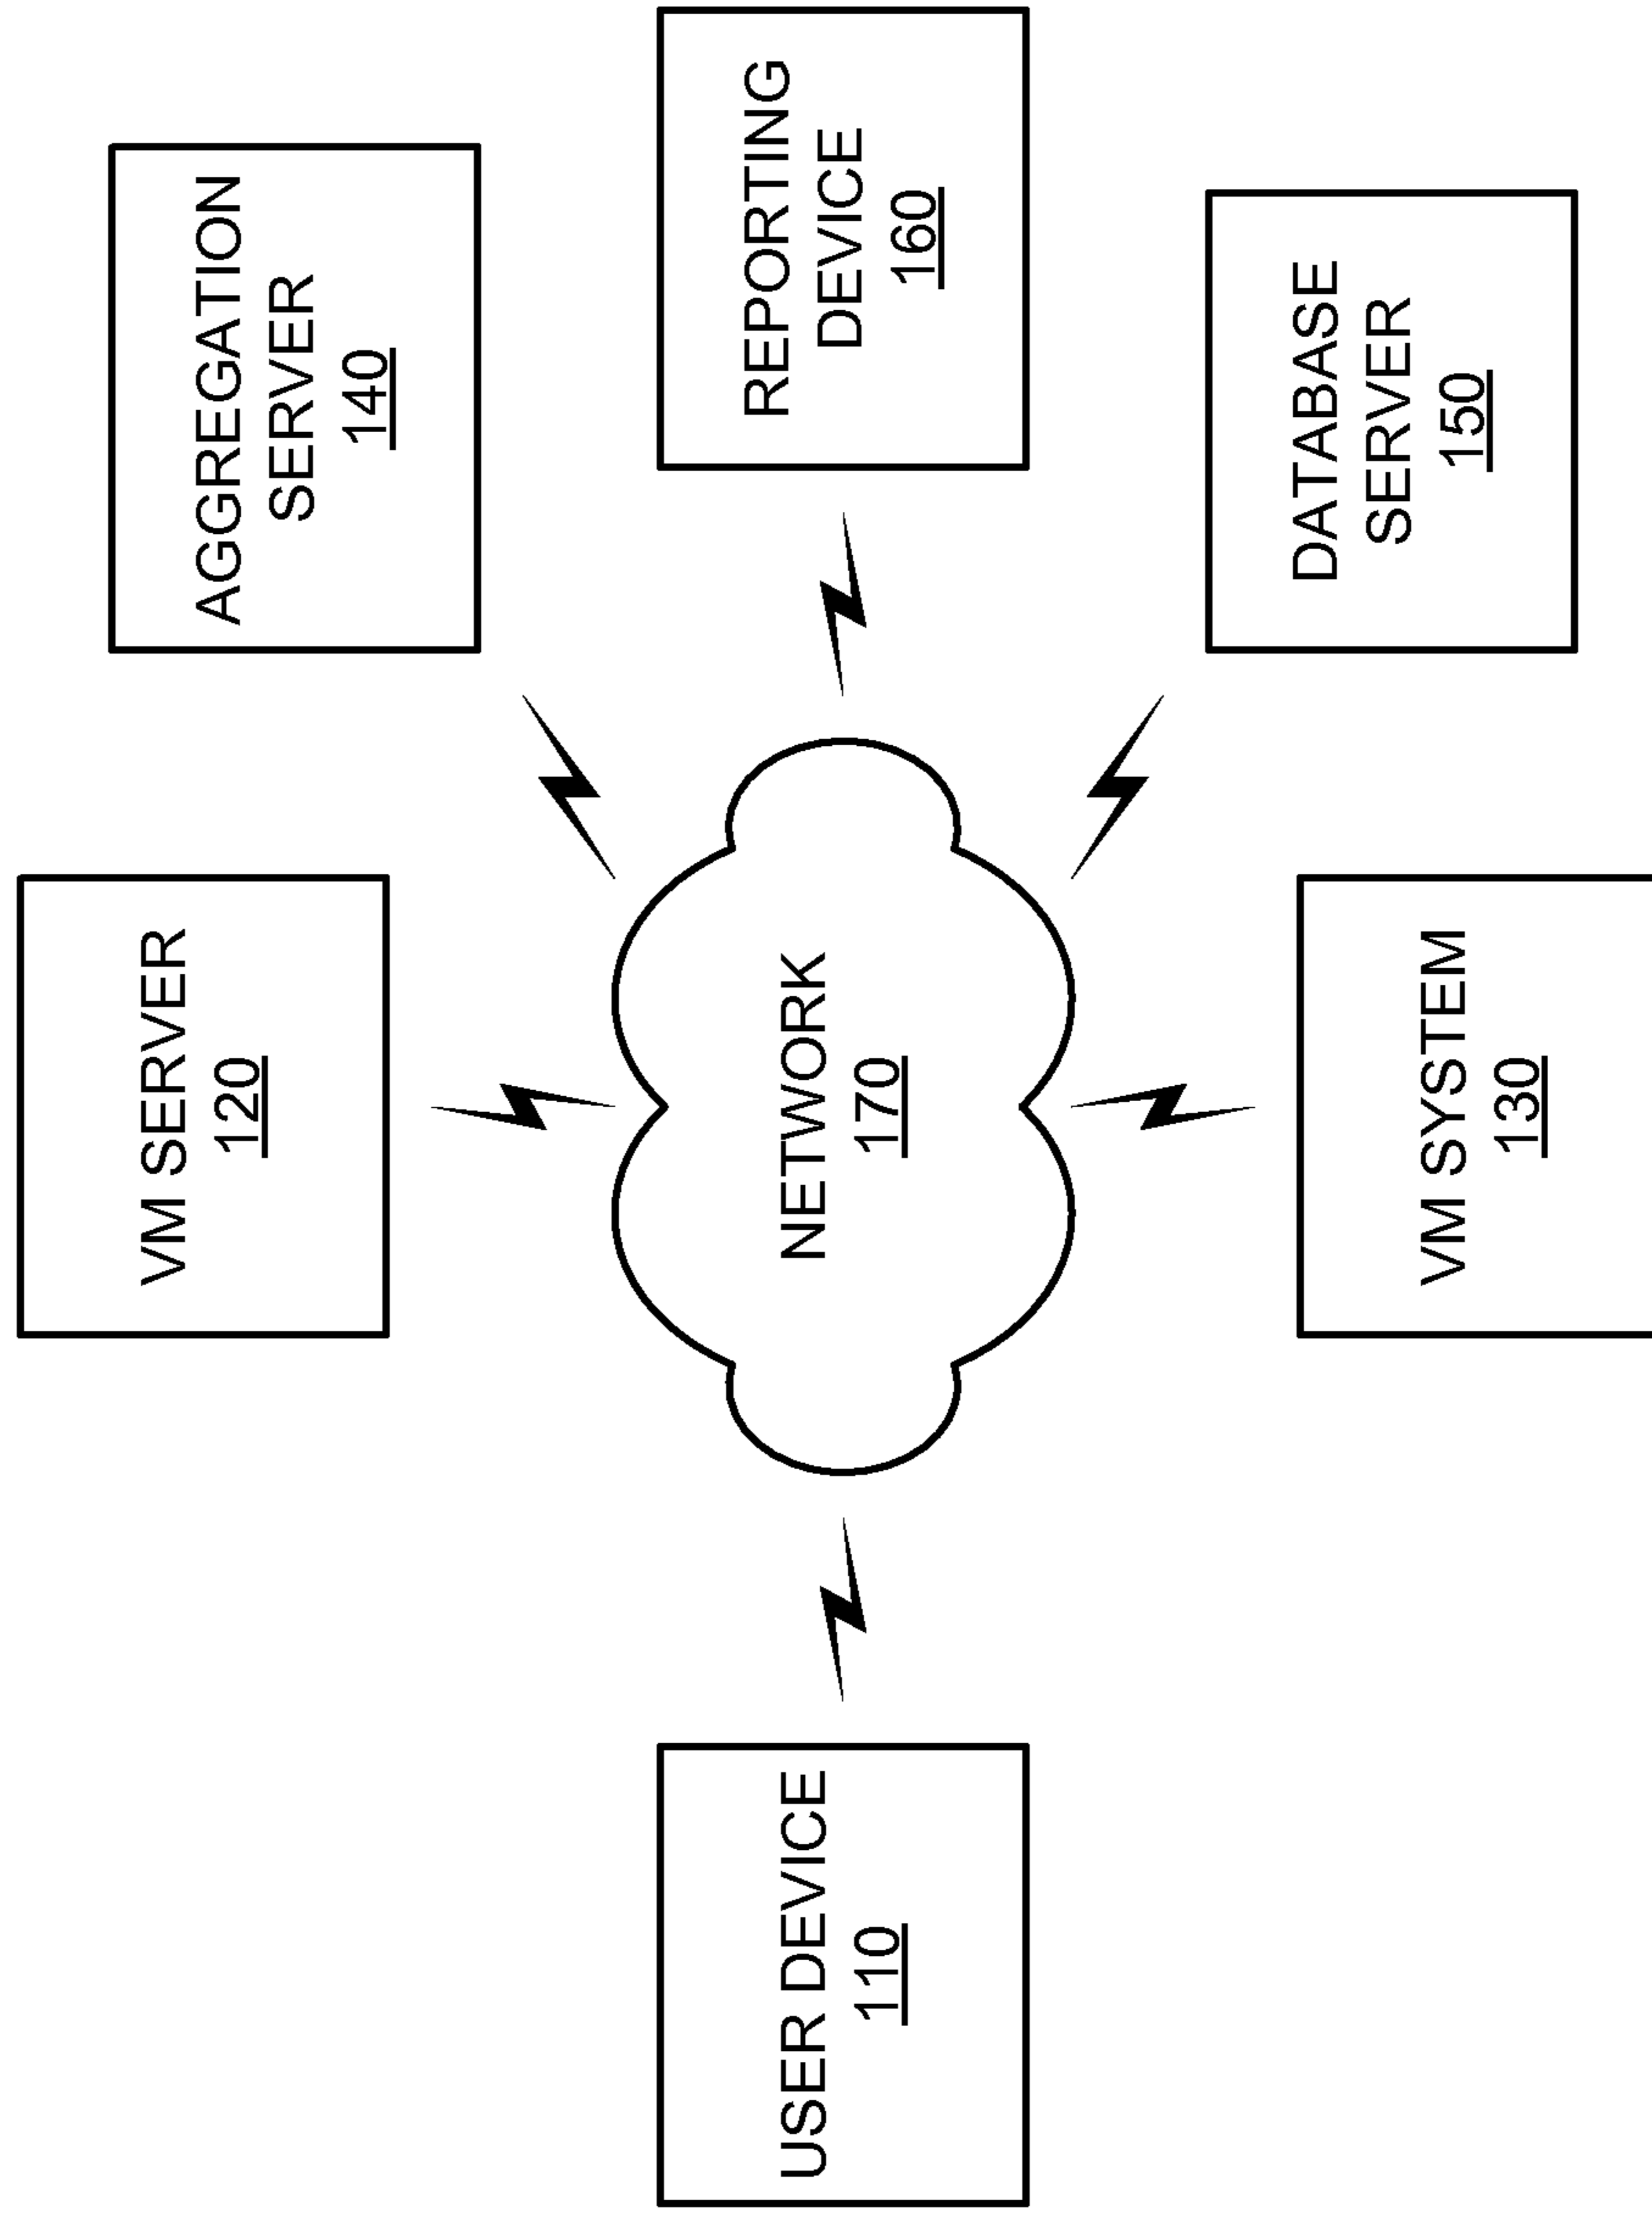 VM SERVER
120
AGGREGATION
SERVER
140
USER DEVICE
110
NETWORK
170
REPORTING
DEVICE
160
VM SYSTEM
130
DATABASE
SERVER
150